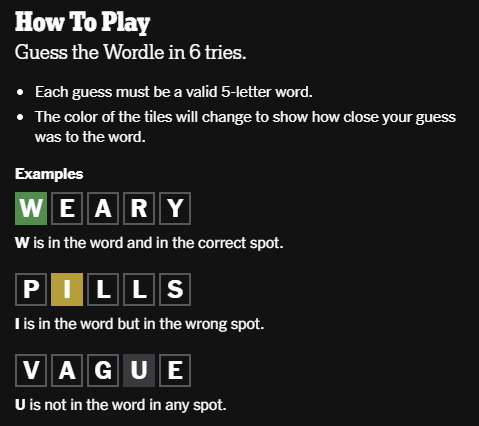 How To Play
Guess the Wordle in 6 tries.
• Each guess must be a valid 5-letter word.
• The color of the tiles will change to show how close your guess
was to the word.
Examples
W E A R Y
W is in the word and in the correct spot.
P I L L S
I is in the word but in the wrong spot.
V A G U E
U is not in the word in any spot.